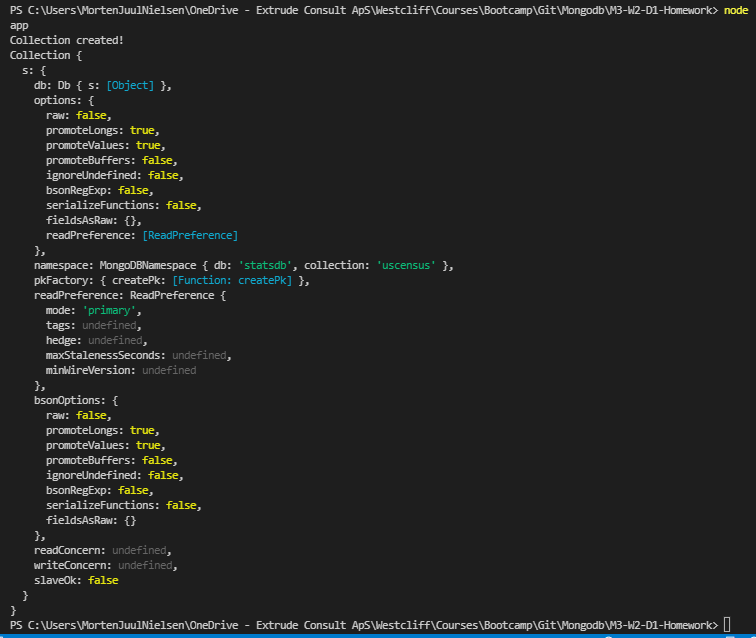 PS C:\Users\MortenJuulNielsen\OneDrive - Extrude Consult ApS\Westcliff\Courses\Bootcamp\Git\Mongodb\M3-W2-D1-Homework> node
app
Collection created!
Collection {
  s: {
    db: Db { s: [Object] },
    options: {
      raw: false,
      promoteLongs: true,
      promoteValues: true,
      promoteBuffers: false,
      ignoreUndefined: false,
      bsonRegExp: false,
      serializeFunctions: false,
      fieldsAsRaw: {},
      readPreference: [ReadPreference]
    },
    namespace: MongoDBNamespace { db: 'statsdb', collection: 'uscensus' },
    pkFactory: { createPk: [Function: createPk] },
    readPreference: ReadPreference {
      mode: 'primary',
      tags: undefined,
      hedge: undefined,
      maxStalenessSeconds: undefined,
      minWireVersion: undefined
    },
    bsonOptions: {
      raw: false,
      promoteLongs: true,
      promoteValues: true,
      promoteBuffers: false,
      ignoreUndefined: false,
      bsonRegExp: false,
      serializeFunctions: false,
      fieldsAsRaw: {}
    },
    readConcern: undefined,
    writeConcern: undefined,
    slaveOk: false
  }
}
PS C:\Users\MortenJuulNielsen\OneDrive - Extrude Consult ApS\Westcliff\Courses\Bootcamp\Git\Mongodb\M3-W2-D1-Homework>